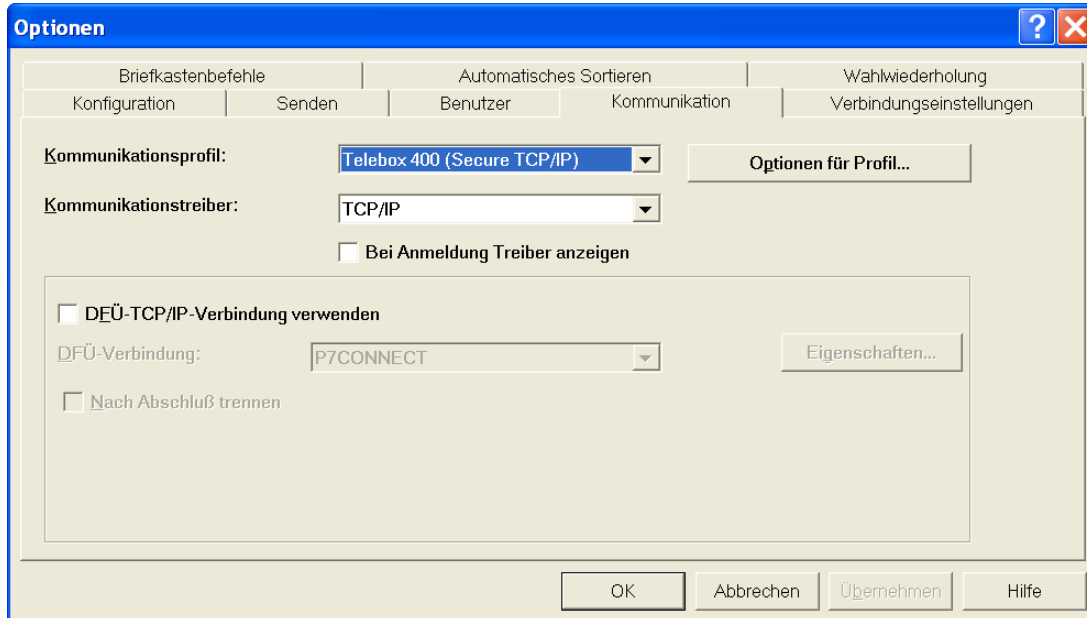 Optionen
Briefkastenbefehle Automatisches Sortieren Wahlwiederholung
Konfiguration Senden Benutzer Kommunikation Verbindungseinstellungen
Kommunikationsprofil: Telebox 400 (Secure TCP/IP) Optionen für Profil...
Kommunikationstreiber: TCP/IP
Bei Anmeldung Treiber anzeigen
DFÜ-TCP/IP-Verbindung verwenden
DFÜ-Verbindung: P7CONNECT Eigenschaften...
Nach Abschluß trennen
OK Abbrechen Übernehmen Hilfe